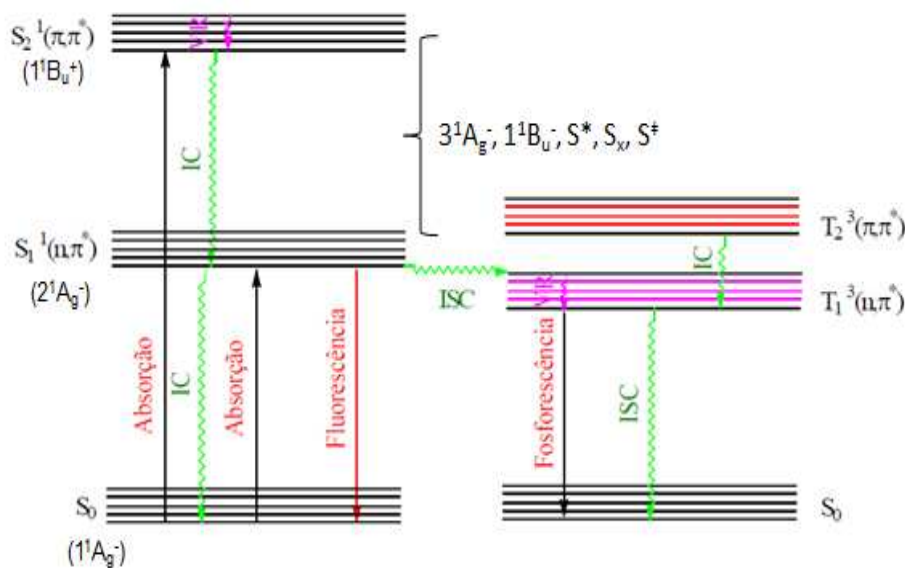 S₂ ¹(π,π*)
(1¹Bᵤ⁺)
VR
IC
3¹Ag⁻, 1¹Bᵤ⁻, S*, Sₓ, S‡
S₁ ¹(n,π*)
(2¹Ag⁻)
T₂ ³(π,π*)
IC
ISC
VR
T₁ ³(n,π*)
Absorção
IC
Absorção
Fluorescência
Fosforescência
ISC
S₀
(1¹Ag⁻)
S₀